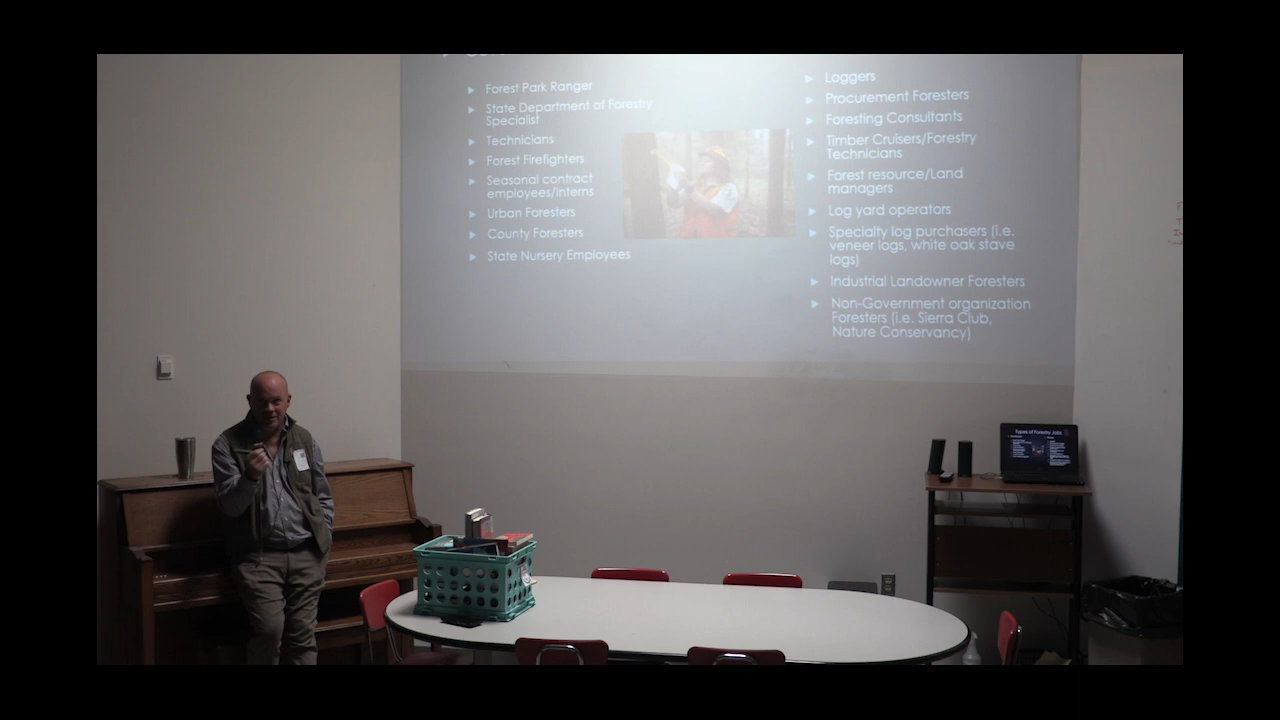 Forest Park Ranger
State Department of Forestry
Specialist
Technicians
Forest Firefighters
Seasonal contract
employees/Interns
Urban Foresters
County Foresters
State Nursery Employees
Loggers
Procurement Foresters
Foresting Consultants
Timber Cruisers/Forestry
Technicians
Forest resource/Land
managers
Log yard operators
Specialty log purchasers (i.e.
veneer logs, white oak stave
logs)
Industrial Landowner Foresters
Non-Government organization
Foresters (i.e. Sierra Club,
Nature Conservancy)
Types of Forestry Jobs